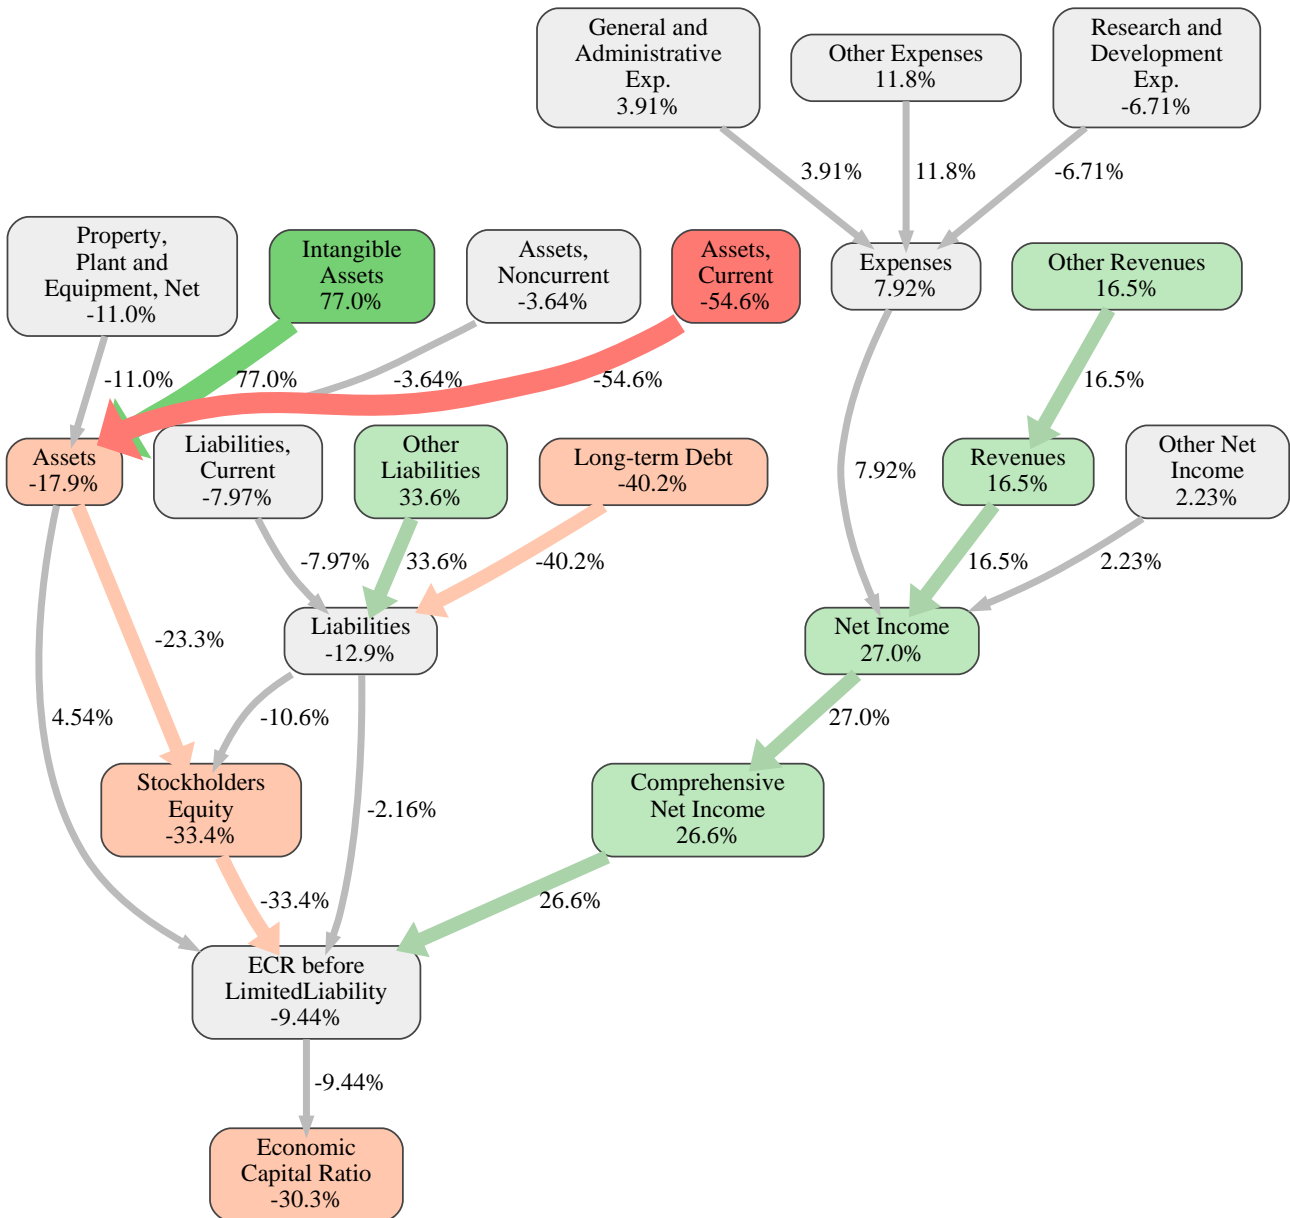 General and
Administrative
Exp.
3.91%
Other Expenses
11.8%
Research and
Development
Exp.
-6.71%
3.91%
11.8%
-6.71%
Property,
Plant and
Equipment, Net
-11.0%
Intangible
Assets
77.0%
Assets,
Noncurrent
-3.64%
Assets,
Current
-54.6%
Expenses
7.92%
Other Revenues
16.5%
-11.0%
77.0%
-3.64%
-54.6%
16.5%
Assets
-17.9%
Liabilities,
Current
-7.97%
Other
Liabilities
33.6%
Long-term Debt
-40.2%
7.92%
Revenues
16.5%
Other Net
Income
2.23%
-7.97%
33.6%
-40.2%
16.5%
2.23%
-23.3%
Liabilities
-12.9%
Net Income
27.0%
4.54%
-10.6%
27.0%
Stockholders
Equity
-33.4%
-2.16%
Comprehensive
Net Income
26.6%
-33.4%
26.6%
ECR before
LimitedLiability
-9.44%
-9.44%
Economic
Capital Ratio
-30.3%